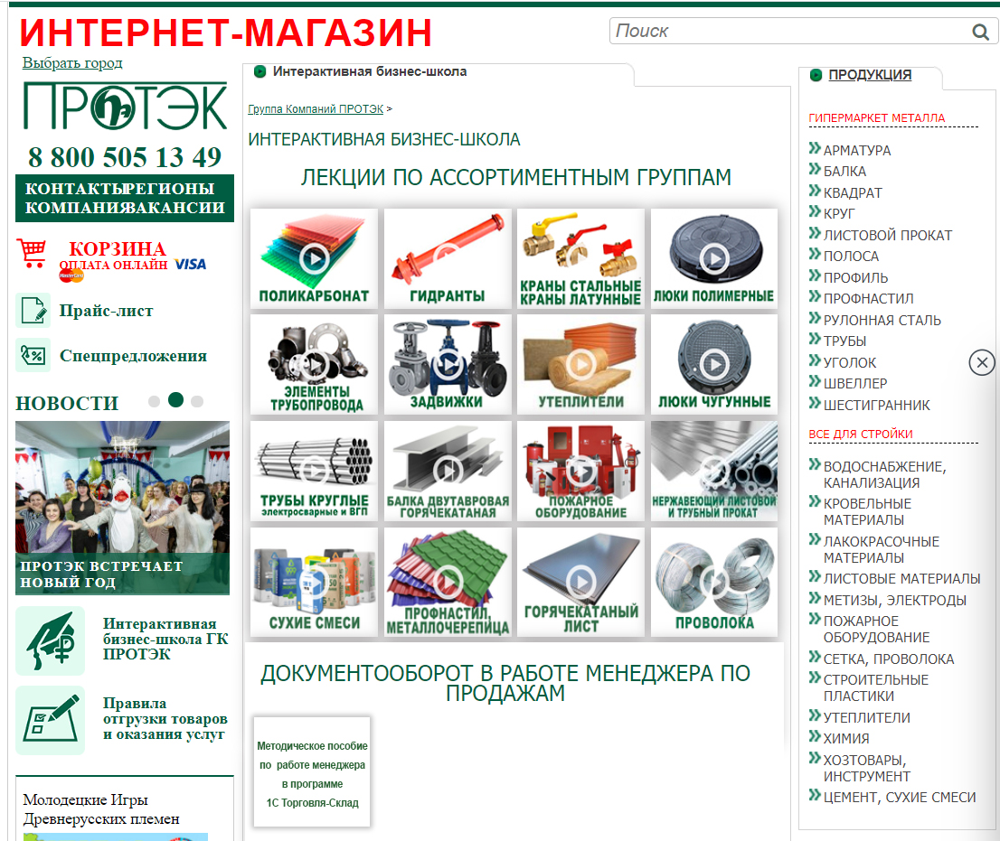 ИНТЕРНЕТ-МАГАЗИН
Поиск
Выбрать город
ПРОТЭК
8 800 505 13 49
КОНТАКТЫ РЕГИОНЫ
КОМПАНИЯ ВАКАНСИИ
КОРЗИНА
ОПЛАТА ОНЛАЙН VISA
MasterCard
Прайс-лист
Спецпредложения
НОВОСТИ
ПРОТЭК ВСТРЕЧАЕТ
НОВЫЙ ГОД
Интерактивная
бизнес-школа ГК
ПРОТЭК
Правила
отгрузки товаров
и оказания услуг
Молодецкие Игры
Древнерусских племен
Интерактивная бизнес-школа
Группа Компаний ПРОТЭК >
ИНТЕРАКТИВНАЯ БИЗНЕС-ШКОЛА
ЛЕКЦИИ ПО АССОРТИМЕНТНЫМ ГРУППАМ
ПОЛИКАРБОНАТ
ГИДРАНТЫ
КРАНЫ СТАЛЬНЫЕ
КРАНЫ ЛАТУННЫЕ
ЛЮКИ ПОЛИМЕРНЫЕ
ЭЛЕМЕНТЫ
ТРУБОПРОВОДА
ЗАДВИЖКИ
УТЕПЛИТЕЛИ
ЛЮКИ ЧУГУННЫЕ
ТРУБЫ КРУГЛЫЕ
электросварные и ВГП
БАЛКА ДВУТАВРОВАЯ
ГОРЯЧЕКАТАНАЯ
ПОЖАРНОЕ
ОБОРУДОВАНИЕ
НЕРЖАВЕЮЩИЙ ЛИСТОВОЙ
И ТРУБНЫЙ ПРОКАТ
СУХИЕ СМЕСИ
ПРОФНАСТИЛ,
МЕТАЛЛОЧЕРЕПИЦА
ГОРЯЧЕКАТАНЫЙ
ЛИСТ
ПРОВОЛОКА
ДОКУМЕНТООБОРОТ В РАБОТЕ МЕНЕДЖЕРА ПО
ПРОДАЖАМ
Методическое пособие
по работе менеджера
в программе
1С Торговля-Склад
ПРОДУКЦИЯ
ГИПЕРМАРКЕТ МЕТАЛЛА
АРМАТУРА
БАЛКА
КВАДРАТ
КРУГ
ЛИСТОВОЙ ПРОКАТ
ПОЛОСА
ПРОФИЛЬ
ПРОФНАСТИЛ
РУЛОННАЯ СТАЛЬ
ТРУБЫ
УГОЛОК
ШВЕЛЛЕР
ШЕСТИГРАННИК
ВСЕ ДЛЯ СТРОЙКИ
ВОДОСНАБЖЕНИЕ,
КАНАЛИЗАЦИЯ
КРОВЕЛЬНЫЕ
МАТЕРИАЛЫ
ЛАКОКРАСОЧНЫЕ
МАТЕРИАЛЫ
ЛИСТОВЫЕ МАТЕРИАЛЫ
МЕТИЗЫ, ЭЛЕКТРОДЫ
ПОЖАРНОЕ
ОБОРУДОВАНИЕ
СЕТКА, ПРОВОЛОКА
СТРОИТЕЛЬНЫЕ
ПЛАСТИКИ
УТЕПЛИТЕЛИ
ХИМИЯ
ХОЗТОВАРЫ,
ИНСТРУМЕНТ
ЦЕМЕНТ, СУХИЕ СМЕСИ